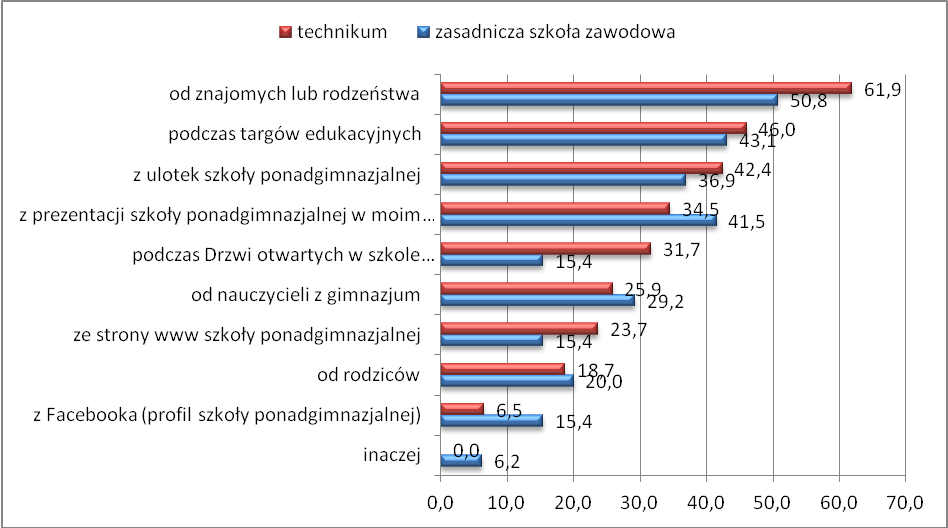 technikum zasadnicza szkoła zawodowa
od znajomych lub rodzeństwa 61,9
50,8
podczas targów edukacyjnych 46,0
43,1
z ulotek szkoły ponadgimnazjalnej 42,4
36,9
z prezentacji szkoły ponadgimnazjalnej w moim... 34,5
41,5
podczas Drzwi otwartych w szkole... 31,7
15,4
od nauczycieli z gimnazjum 25,9
29,2
ze strony www szkoły ponadgimnazjalnej 23,7
15,4
od rodziców 18,7
20,0
z Facebooka (profil szkoły ponadgimnazjalnej) 6,5
15,4
inaczej 0,0
6,2
0,0 10,0 20,0 30,0 40,0 50,0 60,0 70,0